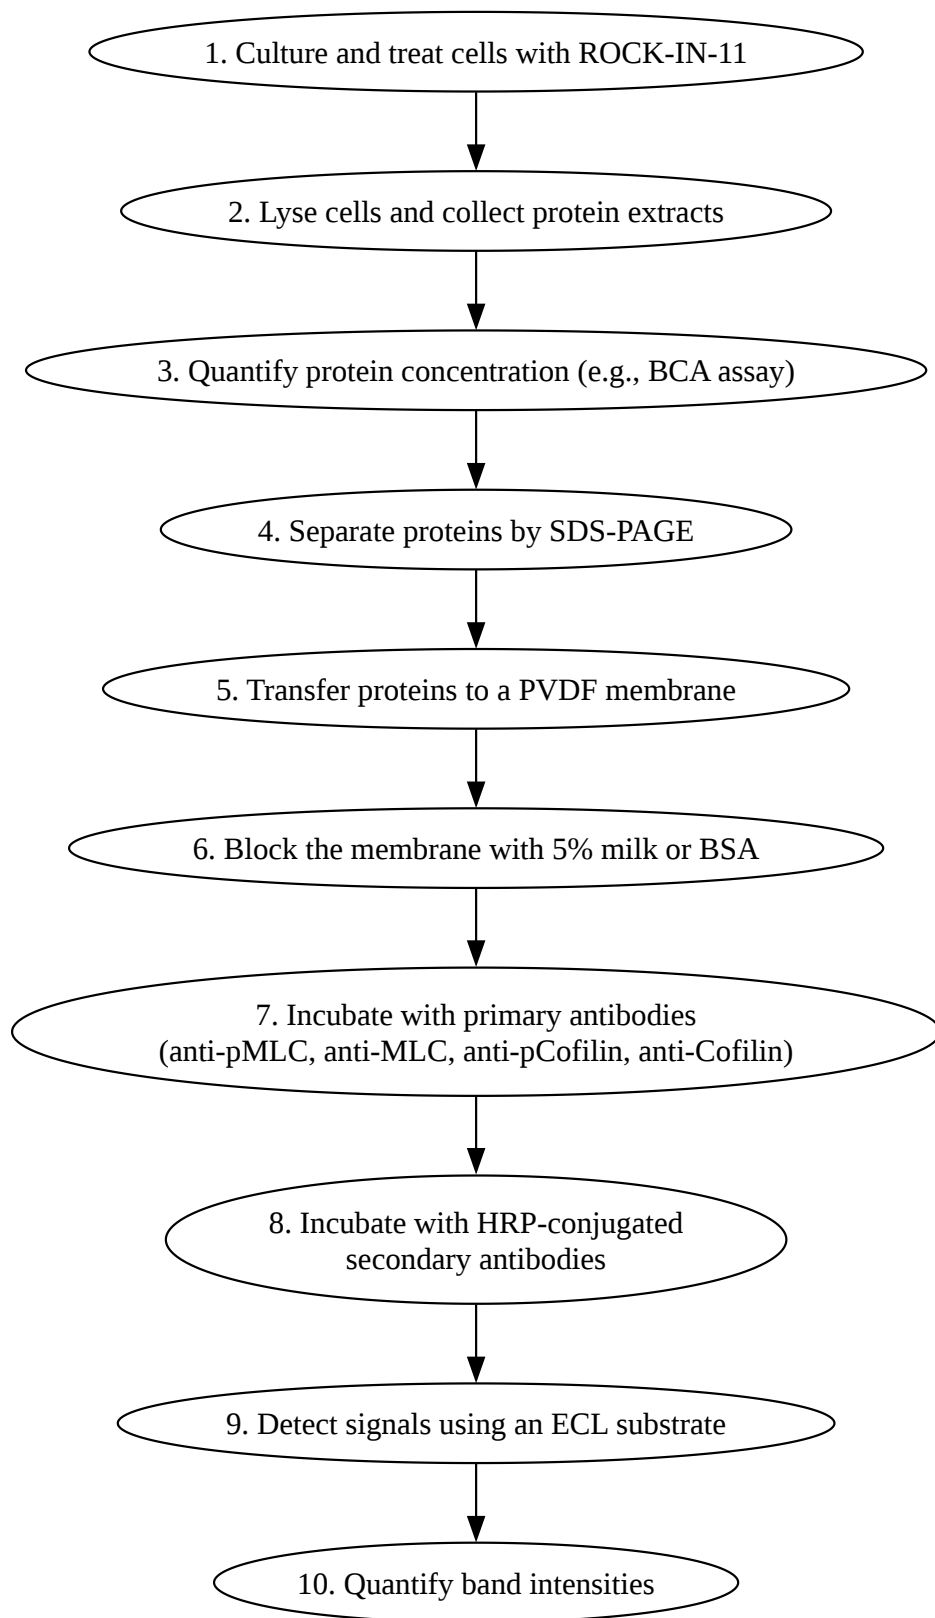 1. Culture and treat cells with ROCK-IN-11
2. Lyse cells and collect protein extracts
3. Quantify protein concentration (e.g., BCA assay)
4. Separate proteins by SDS-PAGE
5. Transfer proteins to a PVDF membrane
6. Block the membrane with 5% milk or BSA
7. Incubate with primary antibodies
(anti-pMLC, anti-MLC, anti-pCofilin, anti-Cofilin)
8. Incubate with HRP-conjugated
secondary antibodies
9. Detect signals using an ECL substrate
10. Quantify band intensities